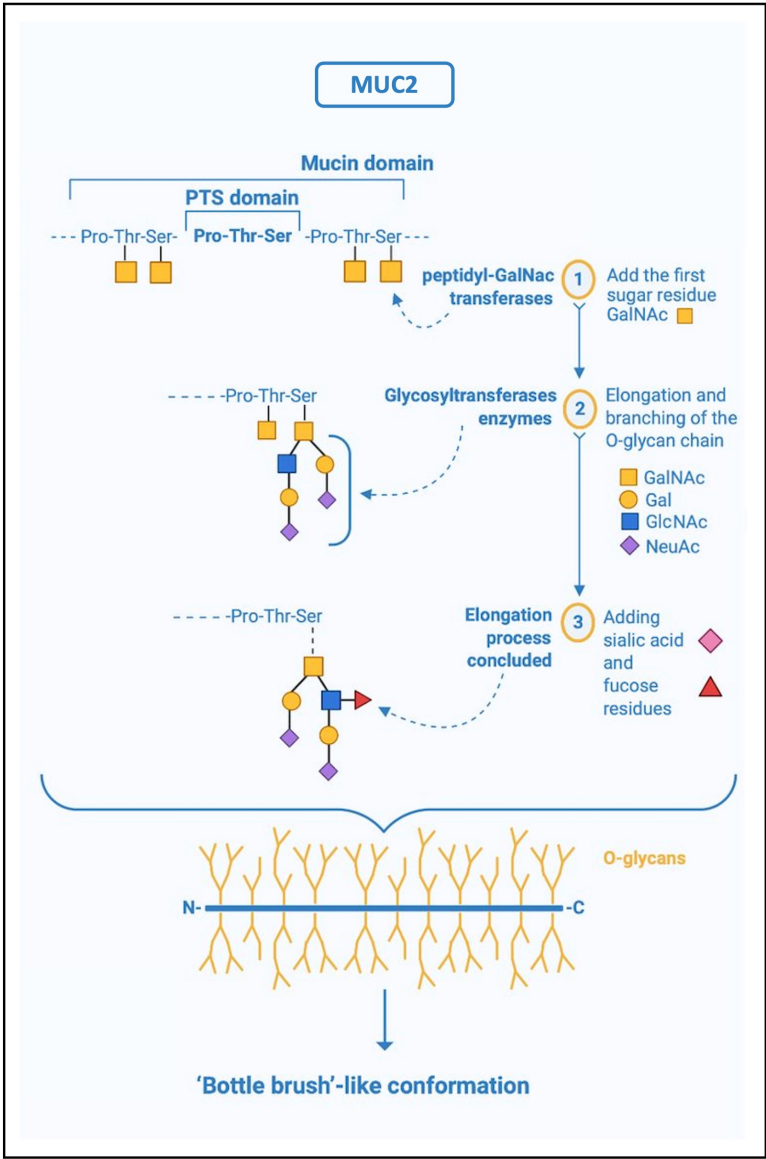 MUC2
Mucin domain
PTS domain
--- Pro-Thr-Ser- Pro-Thr-Ser -Pro-Thr-Ser---
peptidyl-GalNac
transferases
1
Add the first
sugar residue
GalNAc
-----Pro-Thr-Ser
Glycosyltransferases
enzymes
2
Elongation and
branching of the
O-glycan chain
GalNAc
Gal
GlcNAc
NeuAc
-----Pro-Thr-Ser
Elongation
process
concluded
3
Adding
sialic acid
and
fucose
residues
O-glycans
N- -C
‘Bottle brush’-like conformation